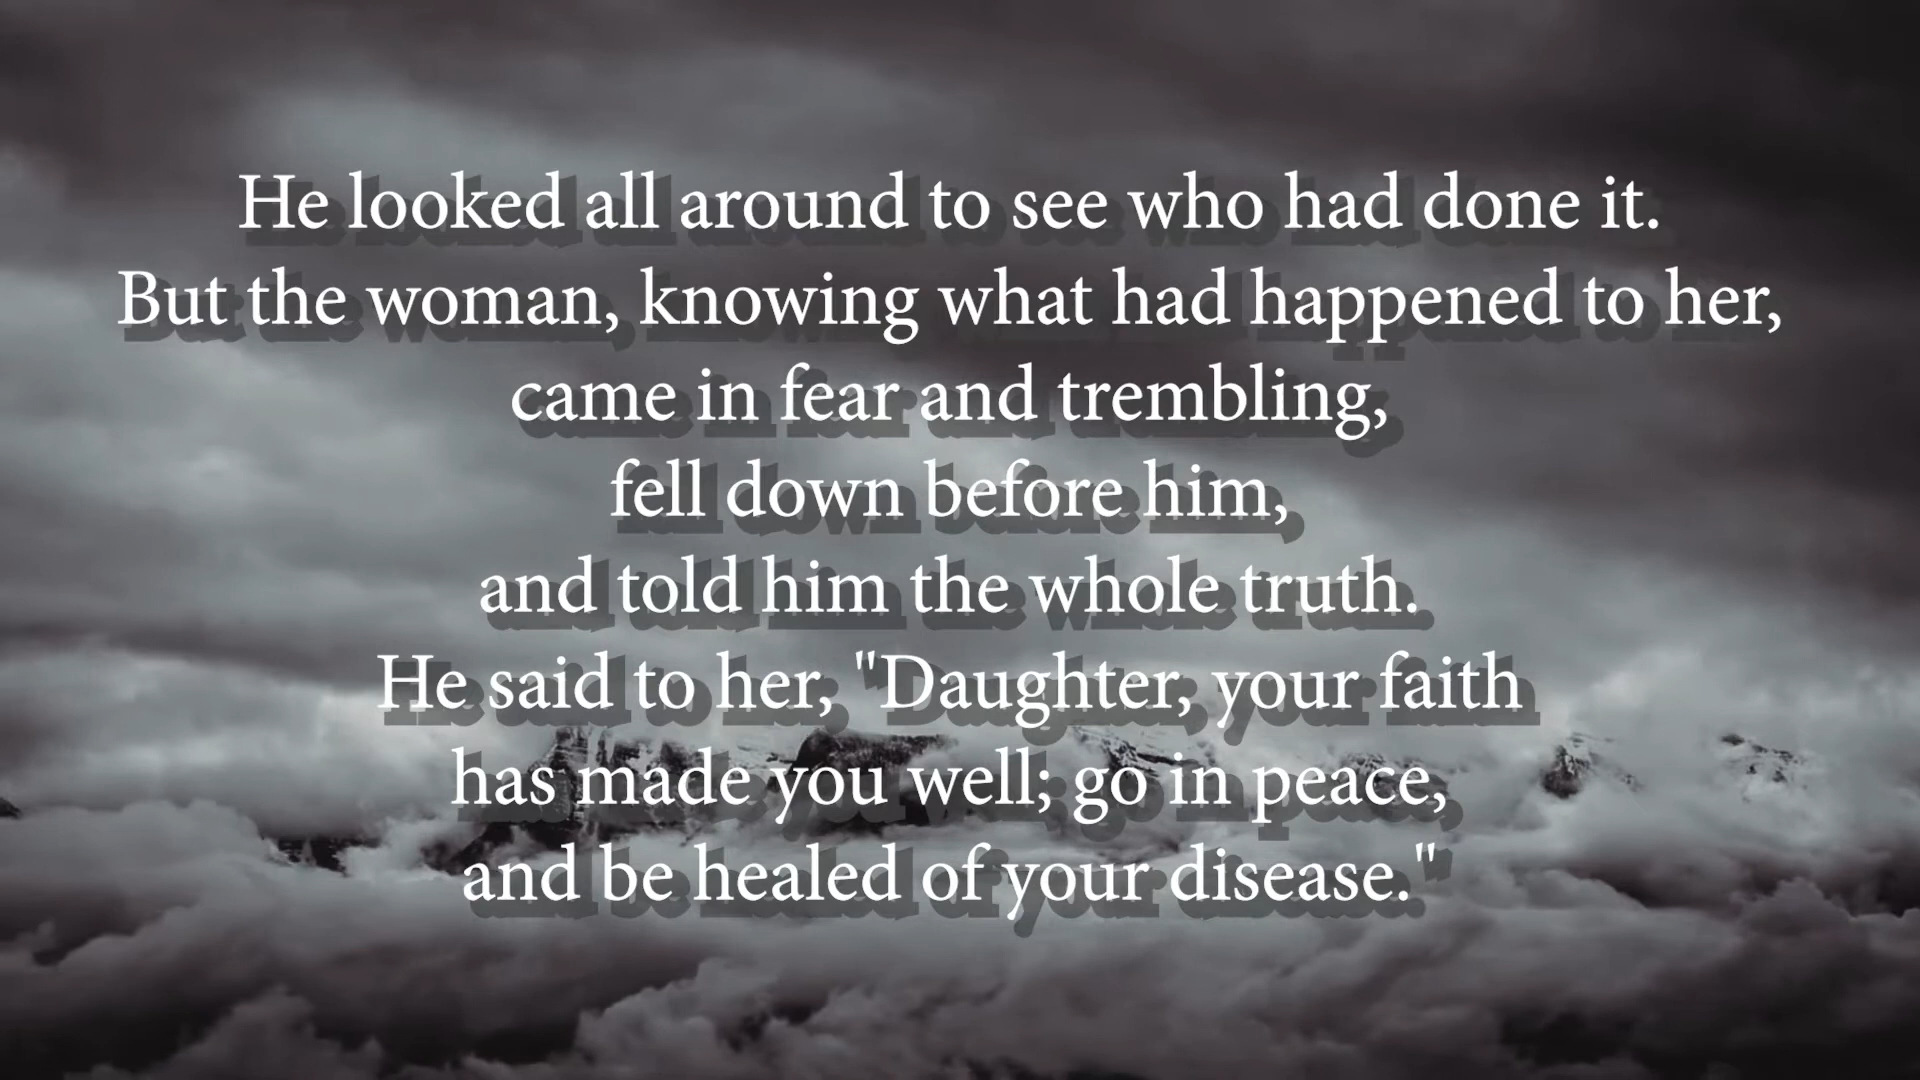 He looked all around to see who had done it.
But the woman, knowing what had happened to her,
came in fear and trembling,
fell down before him,
and told him the whole truth.
He said to her, "Daughter, your faith
has made you well; go in peace,
and be healed of your disease."